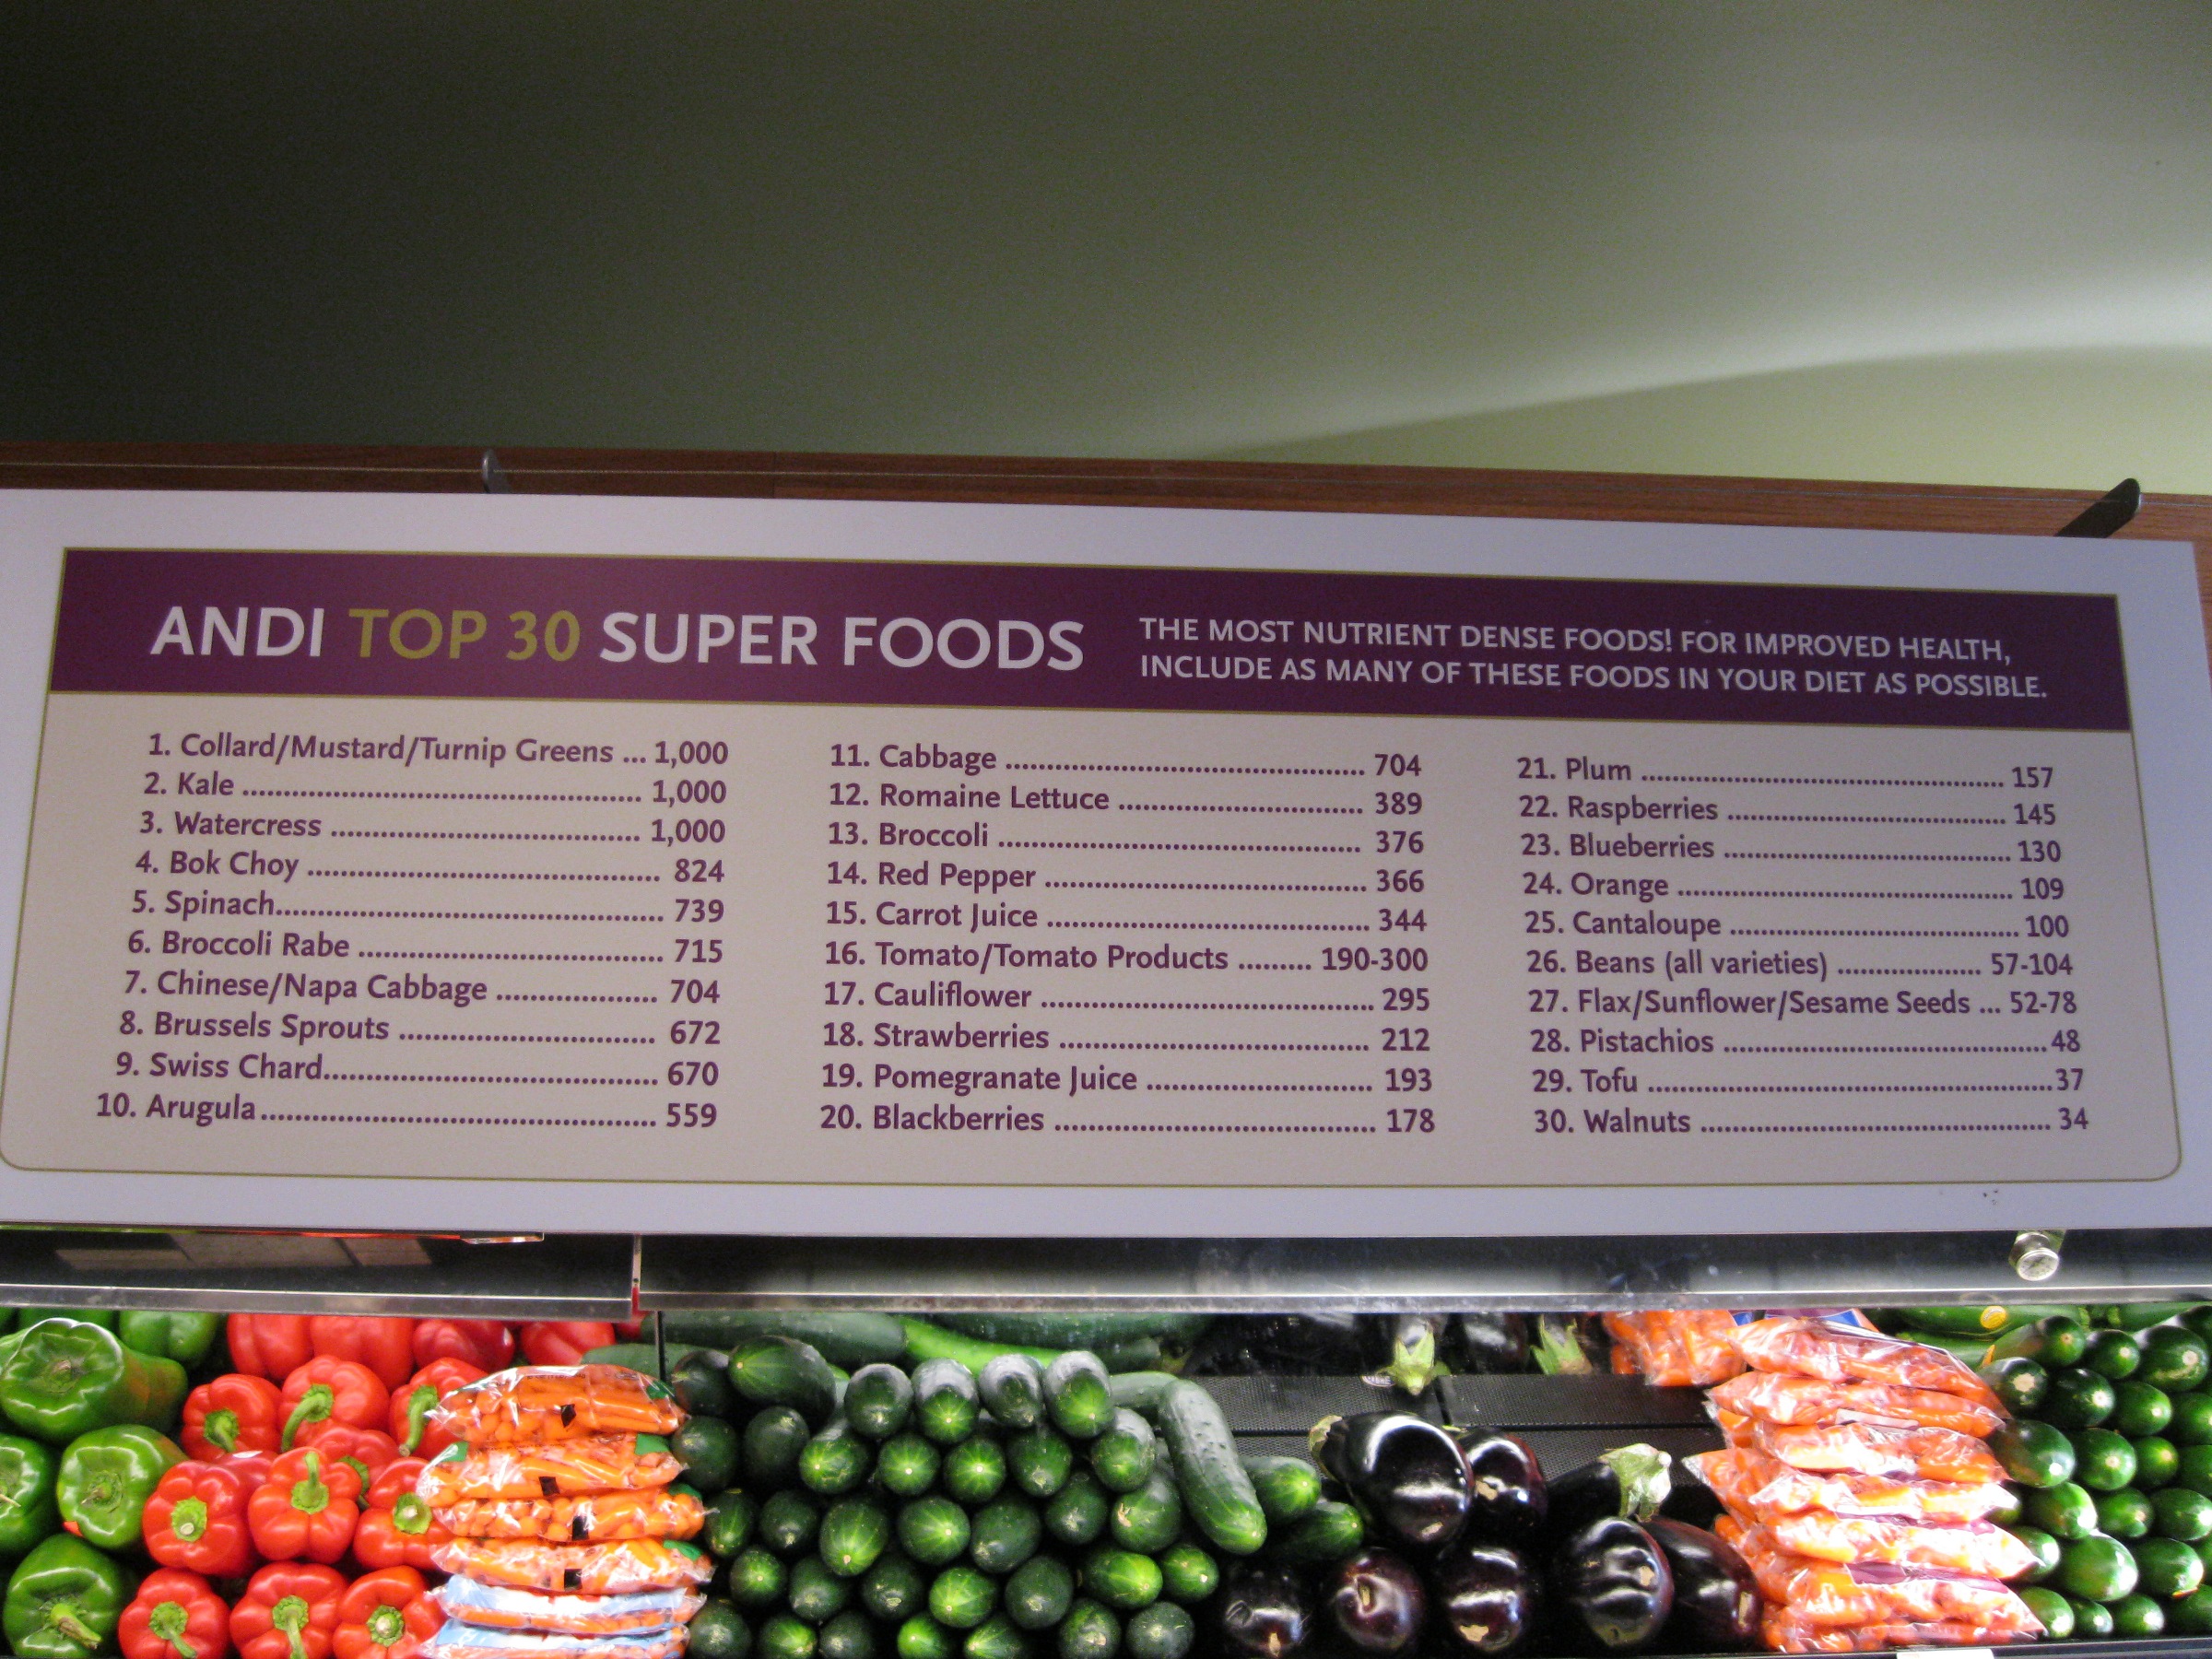 ANDI TOP 30 SUPER FOODS
THE MOST NUTRIENT DENSE FOODS! FOR IMPROVED HEALTH,
INCLUDE AS MANY OF THESE FOODS IN YOUR DIET AS POSSIBLE.
1. Collard/Mustard/Turnip Greens ... 1,000
2. Kale ........................................ 1,000
3. Watercress ............................... 1,000
4. Bok Choy ................................... 824
5. Spinach....................................... 739
6. Broccoli Rabe ............................... 715
7. Chinese/Napa Cabbage ................ 704
8. Brussels Sprouts .......................... 672
9. Swiss Chard................................. 670
10. Arugula....................................... 559
11. Cabbage .................................... 704
12. Romaine Lettuce ......................... 389
13. Broccoli .................................... 376
14. Red Pepper ................................ 366
15. Carrot Juice ................................ 344
16. Tomato/Tomato Products ......... 190-300
17. Cauliflower ................................. 295
18. Strawberries ............................... 212
19. Pomegranate Juice ....................... 193
20. Blackberries ................................ 178
21. Plum .................................... 157
22. Raspberries ............................ 145
23. Blueberries ............................. 130
24. Orange .................................. 109
25. Cantaloupe ............................. 100
26. Beans (all varieties) .............. 57-104
27. Flax/Sunflower/Sesame Seeds ... 52-78
28. Pistachios ................................ 48
29. Tofu ........................................ 37
30. Walnuts ................................... 34